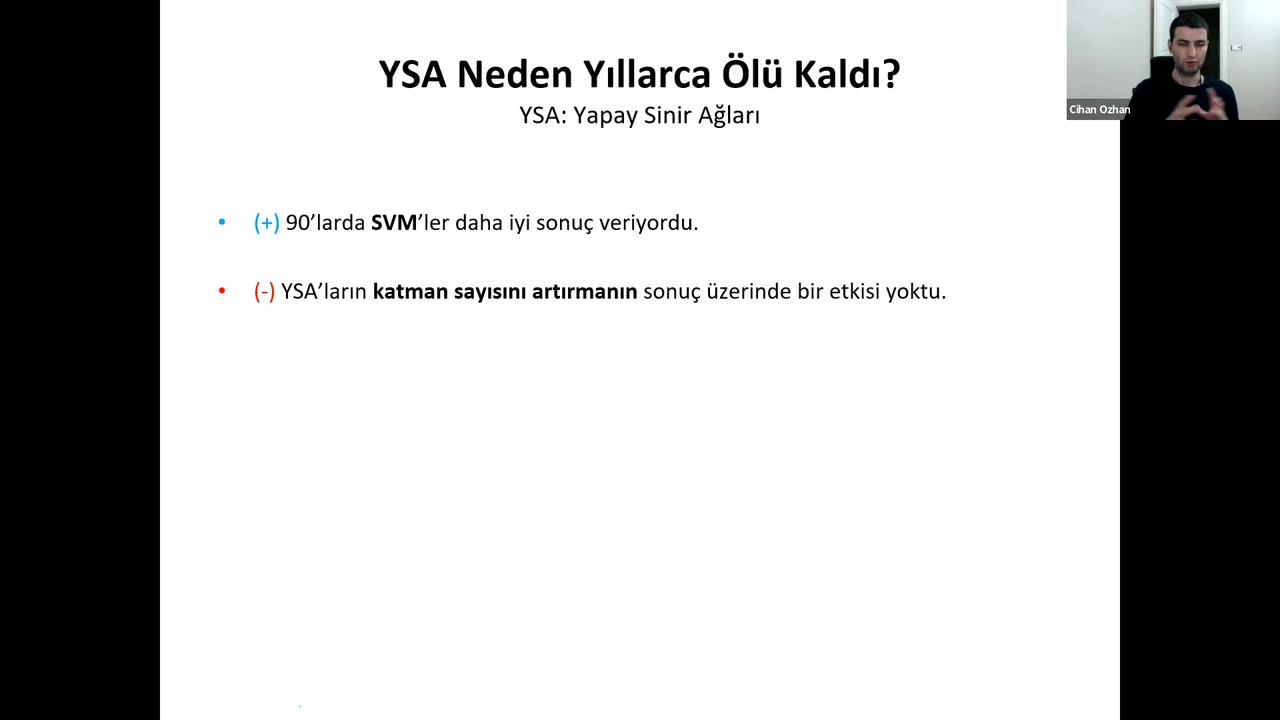 YSA Neden Yıllarca Ölü Kaldı?
YSA: Yapay Sinir Ağları
Cihan Ozhan
• (+) 90’larda SVM’ler daha iyi sonuç veriyordu.
• (-) YSA’ların katman sayısını artırmanın sonuç üzerinde bir etkisi yoktu.